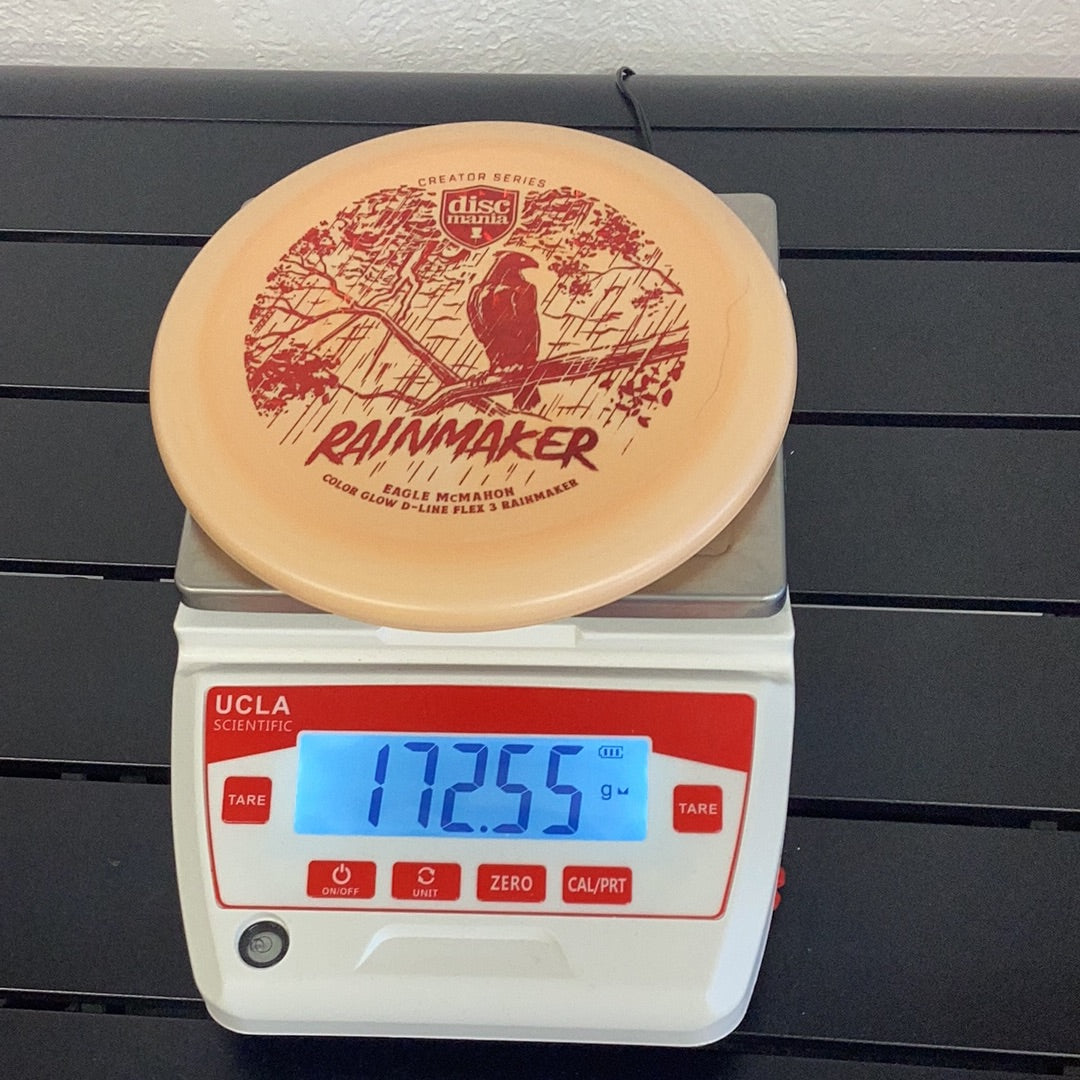 CREATOR SERIES
disc
mania
RAINMAKER
EAGLE McMAHON
COLOR GLOW D-LINE FLEX 3 RAINMAKER
UCLA
SCIENTIFIC
172.55
g
TARE
TARE
ON/OFF
UNIT
ZERO
CAL/PRT